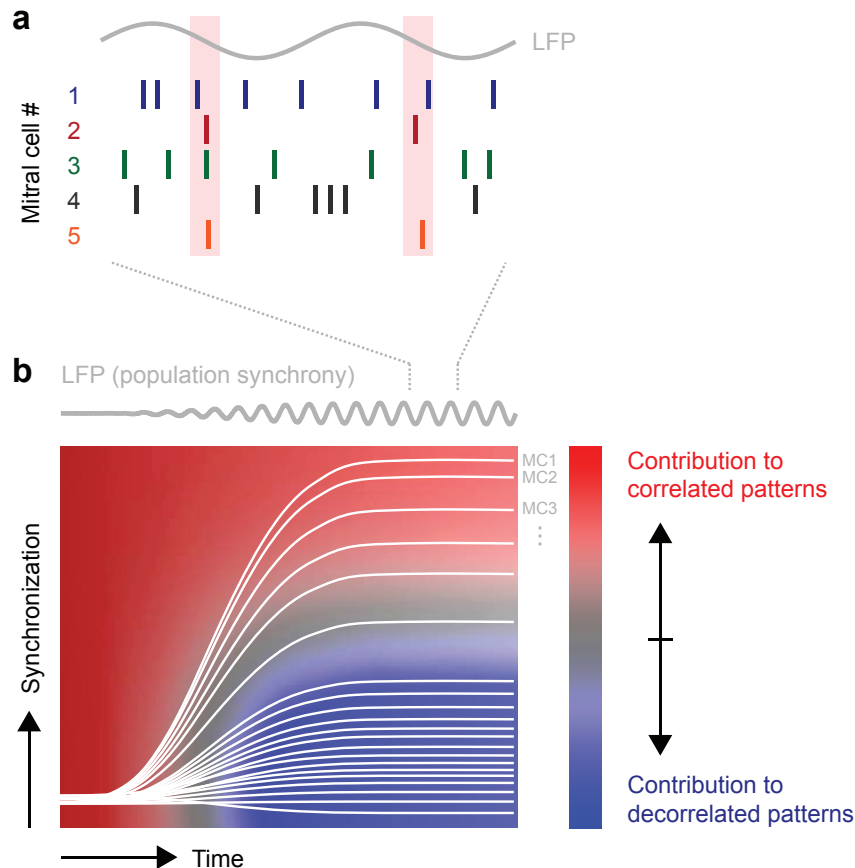 a
LFP
Mitral cell #
1
2
3
4
5
b
LFP (population synchrony)
MC1
MC2
MC3
Contribution to
correlated patterns
Synchronization
Contribution to
decorrelated patterns
Time